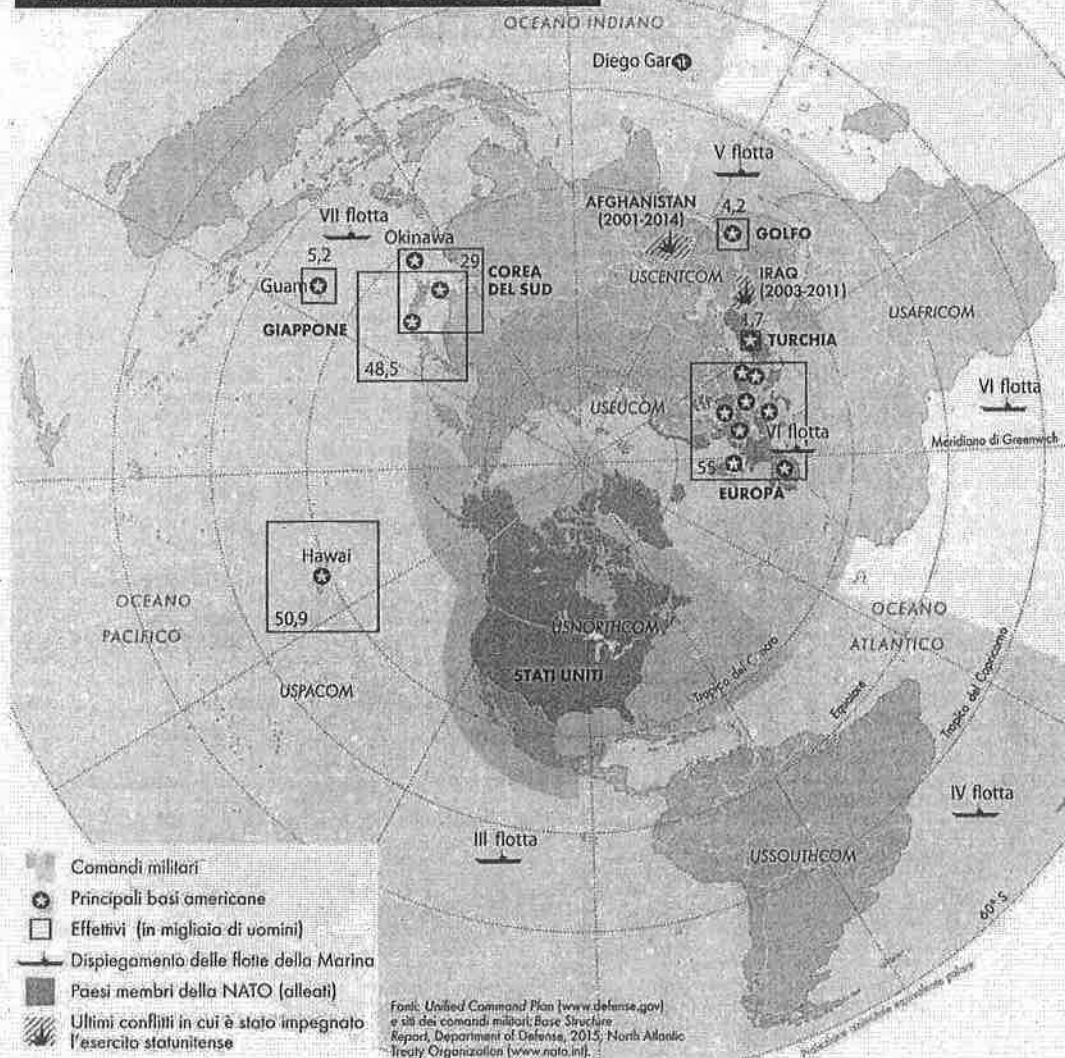 OCEANO INDIANO
Diego Gar
V flotta
AFGHANISTAN
(2001-2014)
4,2
GOLFO
VII flotta
Okinawa
5,2
29
COREA
DEL SUD
USCENTCOM
IRAQ
(2003-2011)
Guam
USAFRICOM
GIAPPONE
4,7
TURCHIA
48,5
VI flotta
USEUCOM
VI flotta
Meridiano di Greenwich
55
EUROPA
Hawai
50,9
OCEANO
PACIFICO
OCEANO
ATLANTICO
USNORTHCOM
STATI UNITI
USPACOM
Tropico del Cancro
Equatore
Tropico del Capricorno
IV flotta
III flotta
USSOUTHCOM
60° S
Comandi militari
Principali basi americane
Effettivi (in migliaia di uomini)
Dispiegamento delle flotte della Marina
Paesi membri della NATO (alleati)
Ultimi conflitti in cui è stato impegnato
l'esercito statunitense
Fonti: Unified Command Plan (www.defense.gov)
e siti dei comandi militari; Base Structure
Report, Department of Defense, 2015; North Atlantic
Treaty Organization (www.nato.int).